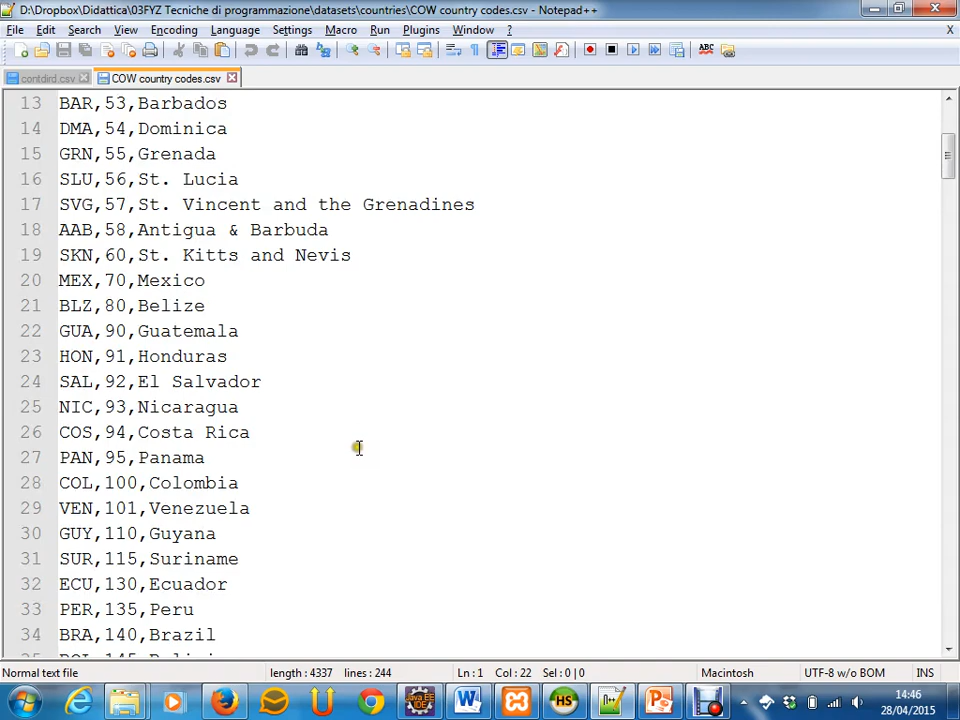 D:\Dropbox\Didattica\03FYZ Tecniche di programmazione\datasets\countries\COW country codes.csv - Notepad++
File Edit Search View Encoding Language Settings Macro Run Plugins Window ? X
contdird.csv COW country codes.csv
13 BAR,53,Barbados
14 DMA,54,Dominica
15 GRN,55,Grenada
16 SLU,56,St. Lucia
17 SVG,57,St. Vincent and the Grenadines
18 AAB,58,Antigua & Barbuda
19 SKN,60,St. Kitts and Nevis
20 MEX,70,Mexico
21 BLZ,80,Belize
22 GUA,90,Guatemala
23 HON,91,Honduras
24 SAL,92,El Salvador
25 NIC,93,Nicaragua
26 COS,94,Costa Rica
27 PAN,95,Panama
28 COL,100,Colombia
29 VEN,101,Venezuela
30 GUY,110,Guyana
31 SUR,115,Suriname
32 ECU,130,Ecuador
33 PER,135,Peru
34 BRA,140,Brazil
Normal text file length : 4337 lines : 244 Ln : 1 Col : 22 Sel : 0 | 0 Macintosh UTF-8 w/o BOM INS
14:46
28/04/2015